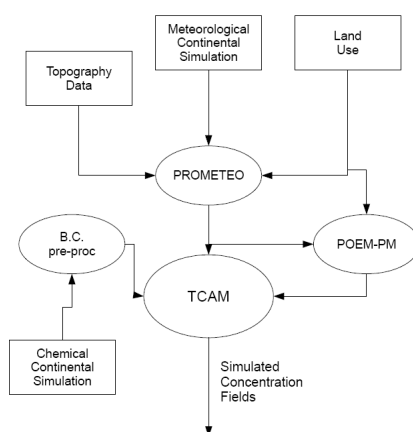 Meteorological
Continental
Simulation
Land
Use
Topography
Data
PROMETEO
B.C.
pre-proc
POEM-PM
TCAM
Chemical
Continental
Simulation
Simulated
Concentration
Fields